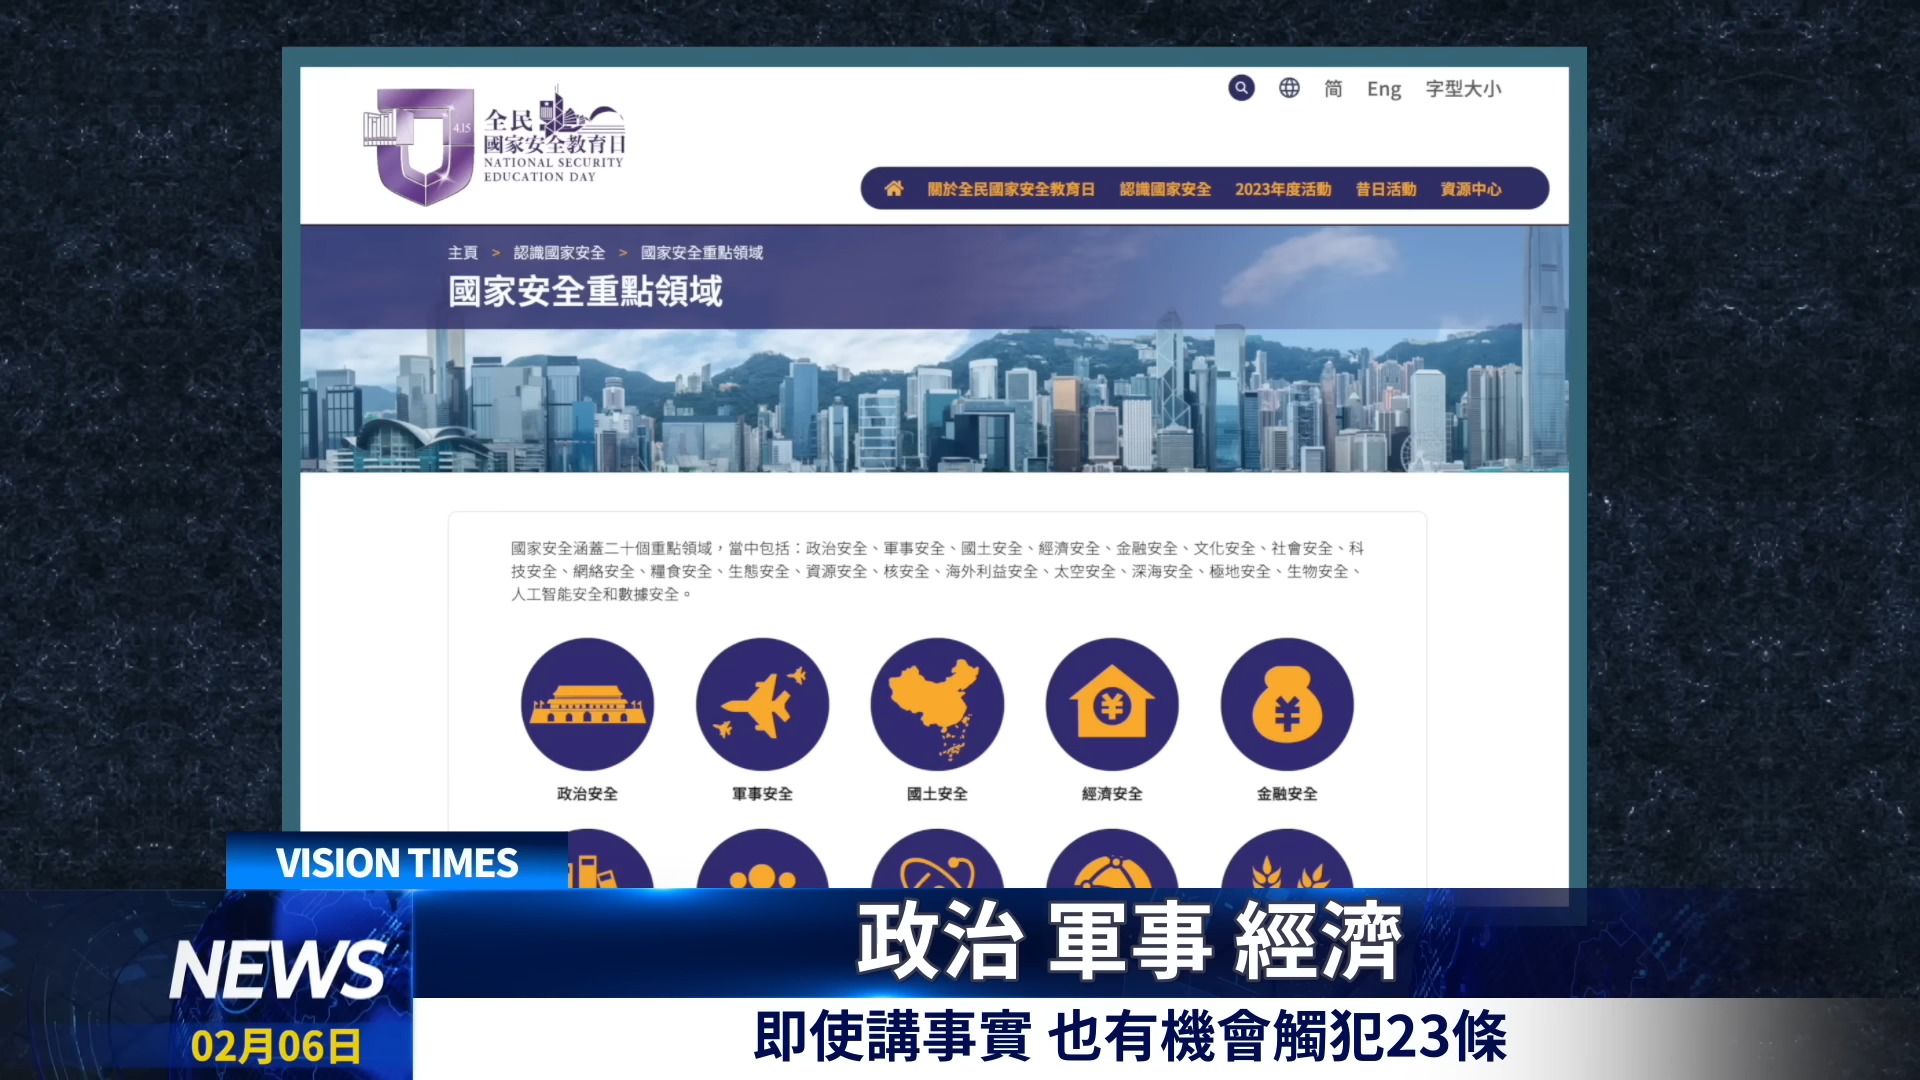 简 Eng 字型大小
4.15
全民
國家安全教育日
NATIONAL SECURITY
EDUCATION DAY
關於全民國家安全教育日 認識國家安全 2023年度活動 昔日活動 資源中心
主頁 > 認識國家安全 > 國家安全重點領域
國家安全重點領域
國家安全涵蓋二十個重點領域，當中包括：政治安全、軍事安全、國土安全、經濟安全、金融安全、文化安全、社會安全、科
技安全、網絡安全、糧食安全、生態安全、資源安全、核安全、海外利益安全、太空安全、深海安全、極地安全、生物安全、
人工智能安全和數據安全。
政治安全 軍事安全 國土安全 經濟安全 金融安全
VISION TIMES
政治 軍事 經濟
NEWS
即使講事實 也有機會觸犯23條
02月06日